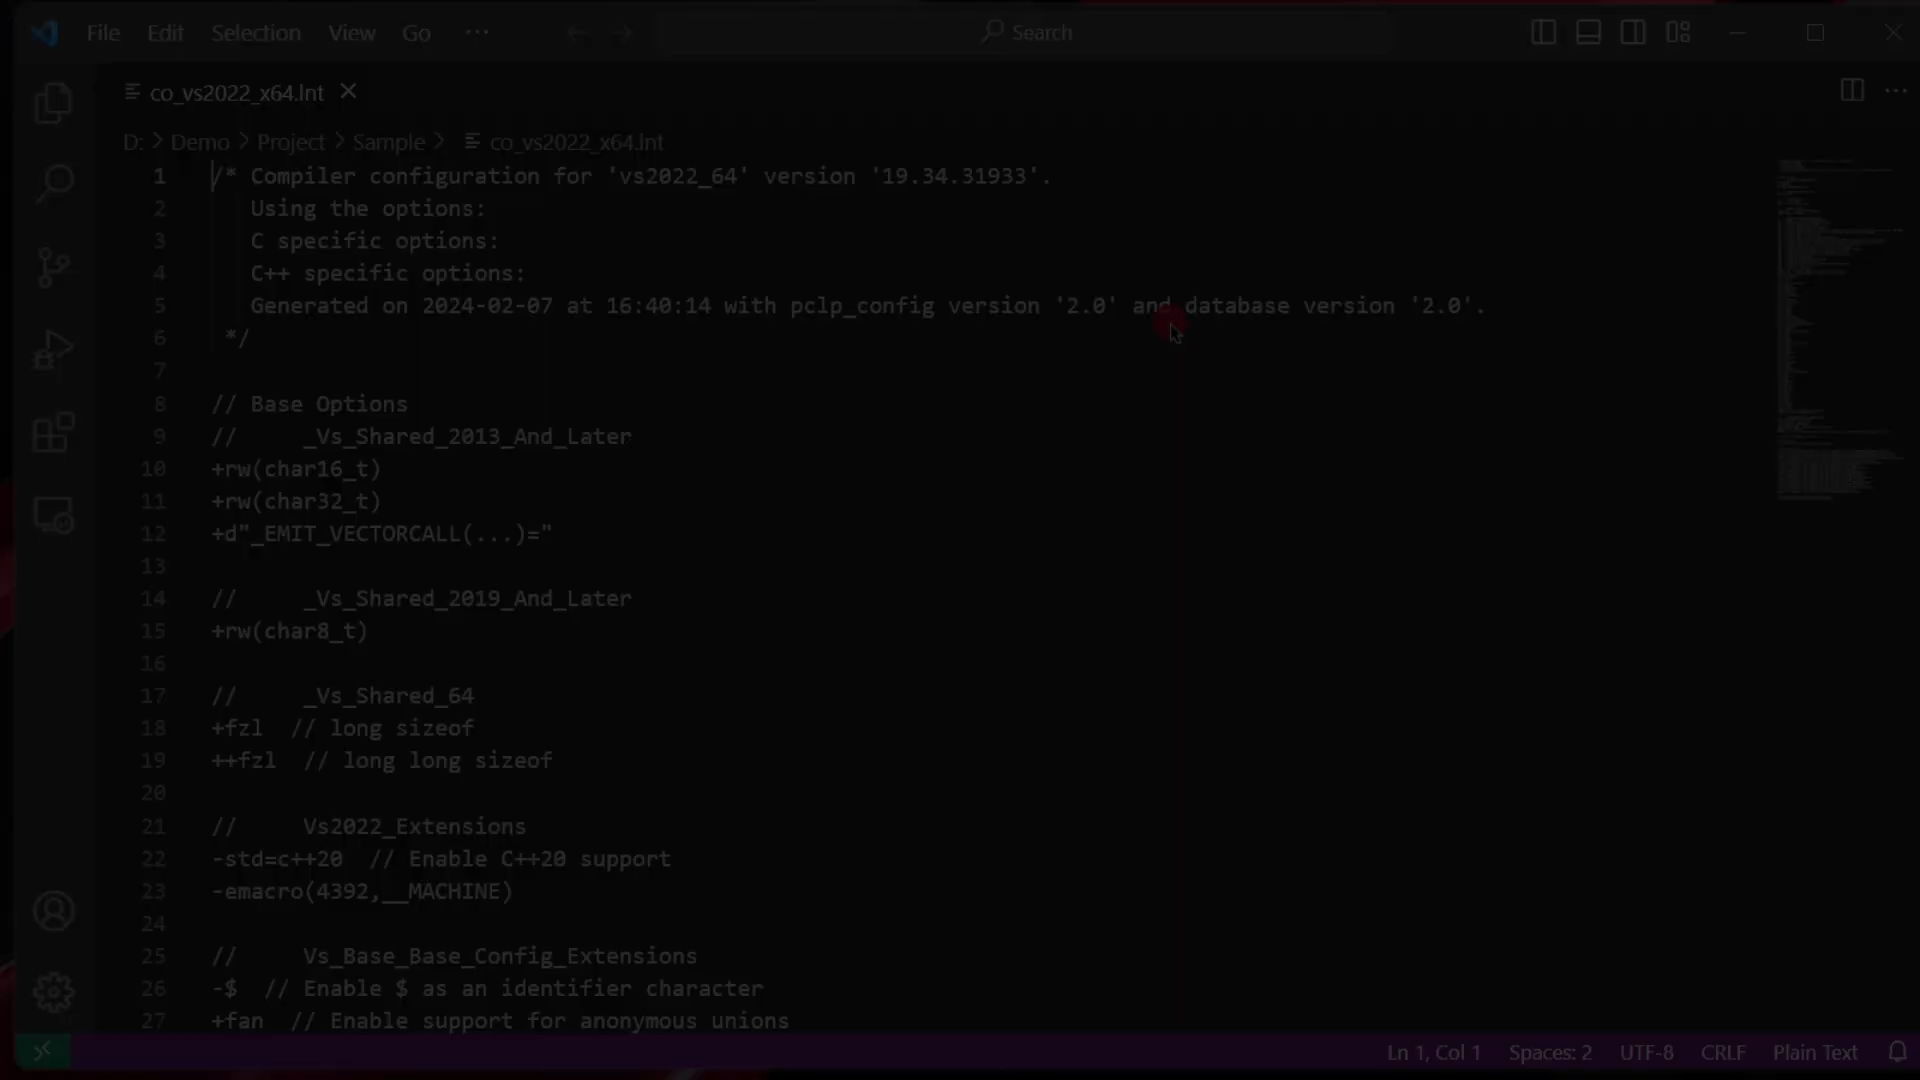 File Edit Selection View Go ··· Search
co_vs2022_x64.lnt
D: > Demo > Project > Sample > co_vs2022_x64.lnt
1 /* Compiler configuration for 'vs2022_64' version '19.34.31933'.
2 Using the options:
3 C specific options:
4 C++ specific options:
5 Generated on 2024-02-07 at 16:40:14 with pclp_config version '2.0' and database version '2.0'.
6 */
7
8 // Base Options
9 // _Vs_Shared_2013_And_Later
10 +rw(char16_t)
11 +rw(char32_t)
12 +d"_EMIT_VECTORCALL(...)="
13
14 // _Vs_Shared_2019_And_Later
15 +rw(char8_t)
16
17 // _Vs_Shared_64
18 +fzl // long sizeof
19 ++fzl // long long sizeof
20
21 // Vs2022_Extensions
22 -std=c++20 // Enable C++20 support
23 -emacro(4392,__MACHINE)
24
25 // Vs_Base_Base_Config_Extensions
26 -$ // Enable $ as an identifier character
27 +fan // Enable support for anonymous unions
Ln 1, Col 1 Spaces: 2 UTF-8 CRLF Plain Text